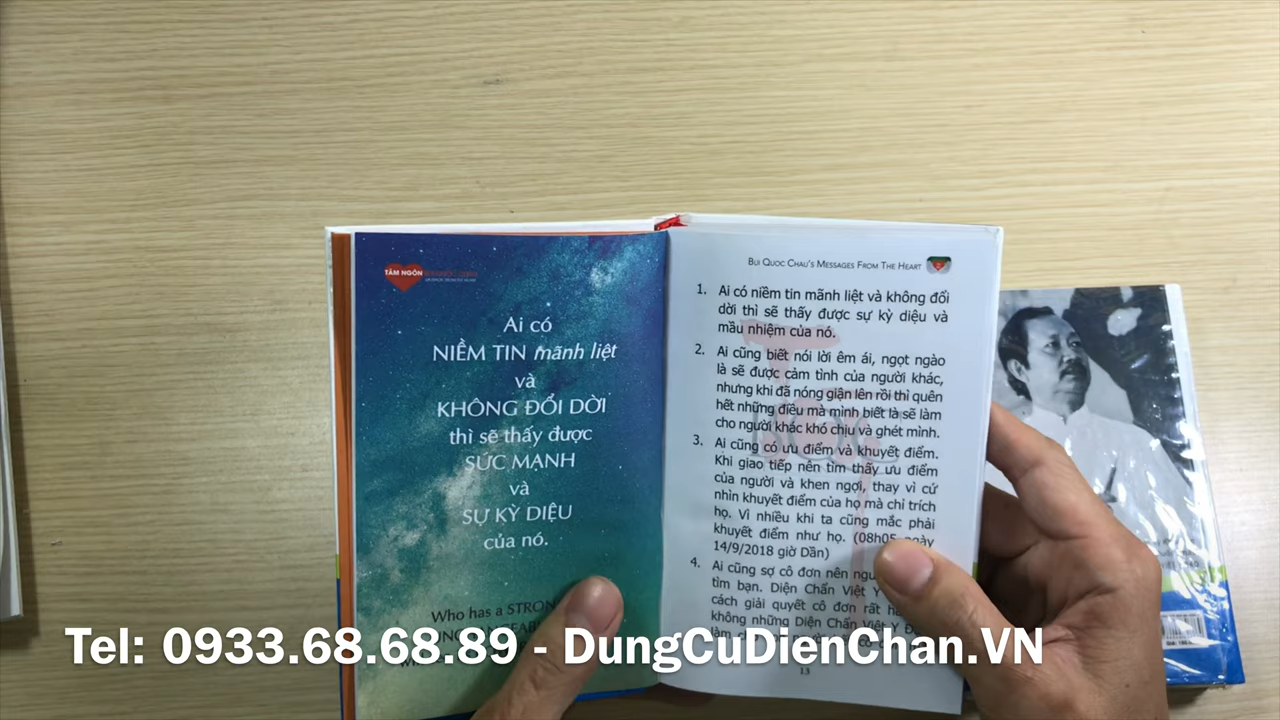 TÂM NGÔN
Ai có
NIỀM TIN mãnh liệt
và
KHÔNG ĐỔI DỜI
thì sẽ thấy được
SỨC MẠNH
và
SỰ KỲ DIỆU
của nó.
Who has a STRON
BUI QUOC CHAU'S MESSAGES FROM THE HEART
1. Ai có niềm tin mãnh liệt và không đổi
dời thì sẽ thấy được sự kỳ diệu và
mầu nhiệm của nó.
2. Ai cũng biết nói lời êm ái, ngọt ngào
là sẽ được cảm tình của người khác,
nhưng khi đã nóng giận lên rồi thì quên
hết những điều mà mình biết là sẽ làm
cho người khác khó chịu và ghét mình.
3. Ai cũng có ưu điểm và khuyết điểm.
Khi giao tiếp nên tìm thấy ưu điểm
của người và khen ngợi, thay vì cứ
nhìn khuyết điểm của họ mà chỉ trích
họ. Vì nhiều khi ta cũng mắc phải
khuyết điểm như họ. (08h05 ngày
14/9/2018 giờ Dần)
4. Ai cũng sợ cô đơn nên
tìm bạn. Diện Chẩn Việt Y
cách giải quyết cô đơn rất
không những Diện Chẩn Việt Y
13
Tel: 0933.68.68.89 - DungCuDienChan.VN